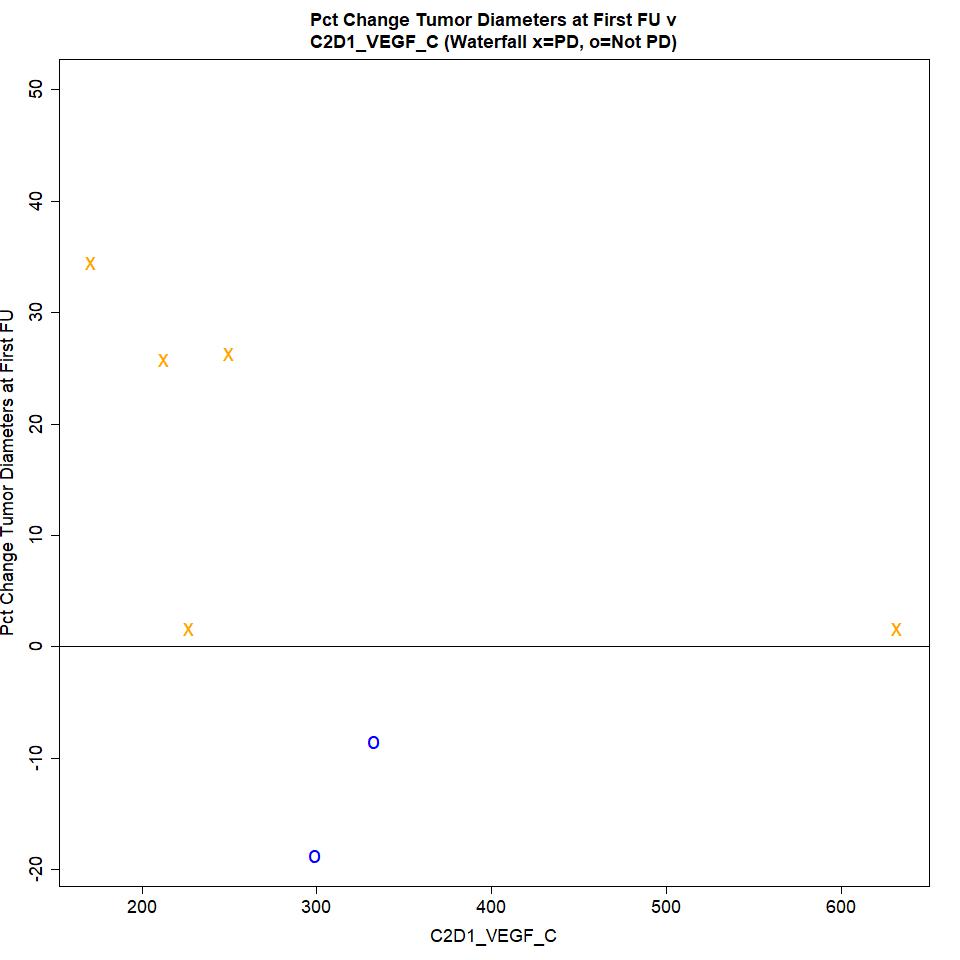 Pct Change Tumor Diameters at First FU v
C2D1_VEGF_C (Waterfall x=PD, o=Not PD)
Pct Change Tumor Diameters at First FU
50
40
30
20
10
0
-10
-20
X
X
X
X
X
O
O
200
300
400
500
600
C2D1_VEGF_C